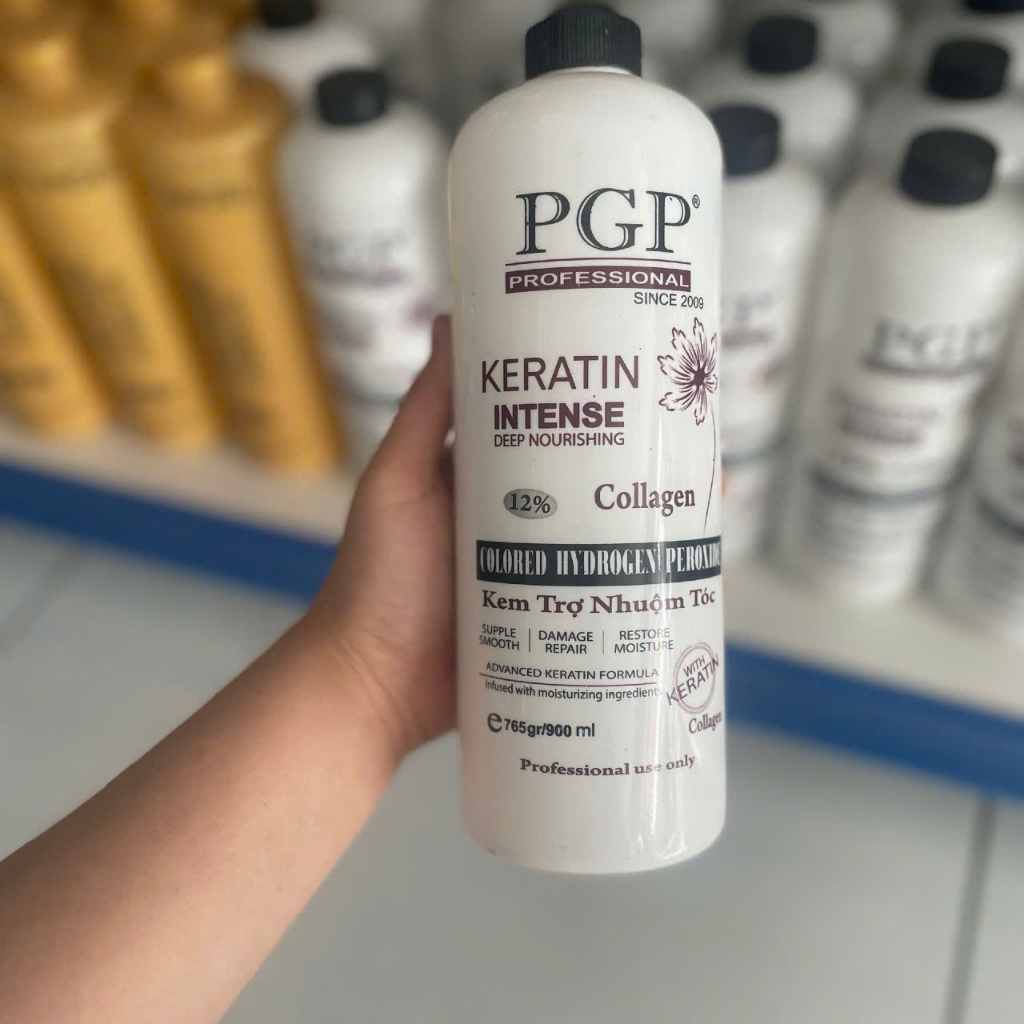 PGP®
PROFESSIONAL
SINCE 2009
KERATIN
INTENSE
DEEP NOURISHING
12%
Collagen
COLORED HYDROGEN PEROXIDE
Kem Trợ Nhuộm Tóc
SUPPLE SMOOTH | DAMAGE REPAIR | RESTORE MOISTURE
ADVANCED KERATIN FORMULA
Infused with moisturizing ingredients
WITH KERATIN
Collagen
e765gr/900 ml
Professional use only
PGP